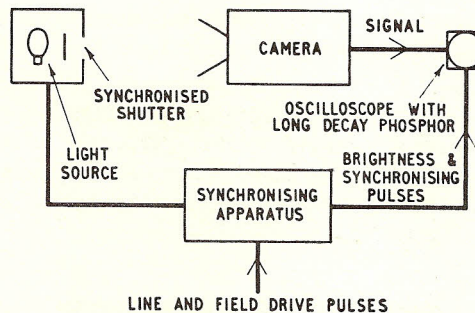 SIGNAL
CAMERA
SYNCHRONISED
SHUTTER
OSCILLOSCOPE WITH
LONG DECAY PHOSPHOR
LIGHT
SOURCE
BRIGHTNESS &
SYNCHRONISING
PULSES
SYNCHRONISING
APPARATUS
LINE AND FIELD DRIVE PULSES